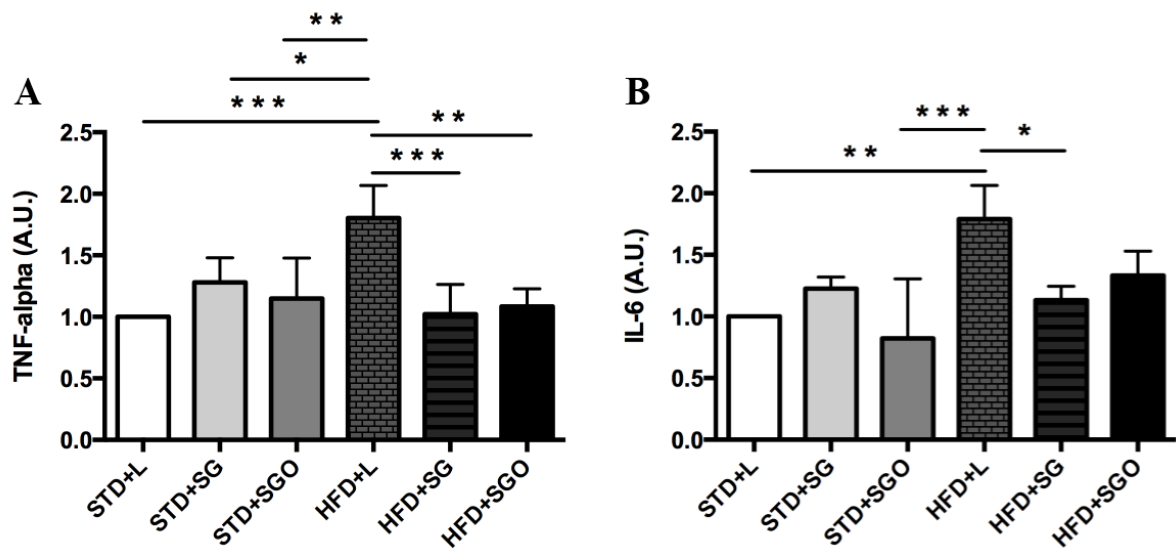 A
TNF-alpha (A.U.)
* *
*
* * *
* *
* * *
2.5
2.0
1.5
1.0
0.5
0.0
STD+L
STD+SG
STD+SGO
HFD+L
HFD+SG
HFD+SGO
B
IL-6 (A.U.)
* * *
*
* *
2.5
2.0
1.5
1.0
0.5
0.0
STD+L
STD+SG
STD+SGO
HFD+L
HFD+SG
HFD+SGO